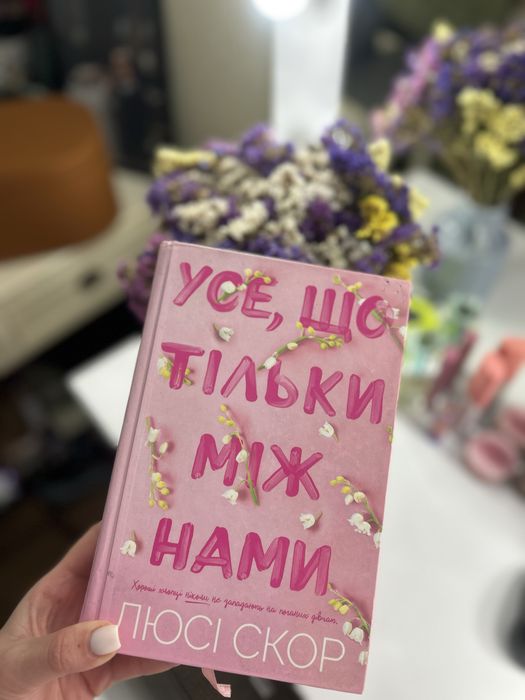 УСЕ, ЩО
ТІЛЬКИ
МІЖ
НАМИ
Хороші хлопці ніколи не западають на поганих дівчат.
ЛЮСІ СКОР